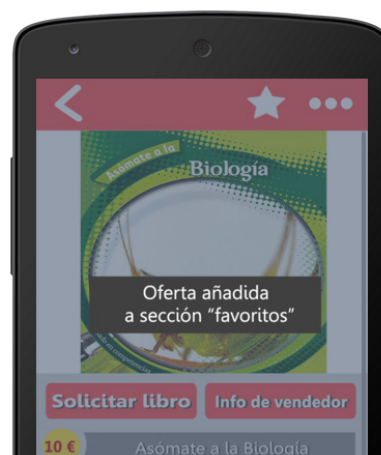 Asómate a la
Biología
Oferta añadida
a sección "favoritos"
Solicitar libro
Info de vendedor
10 €
Asómate a la Biología